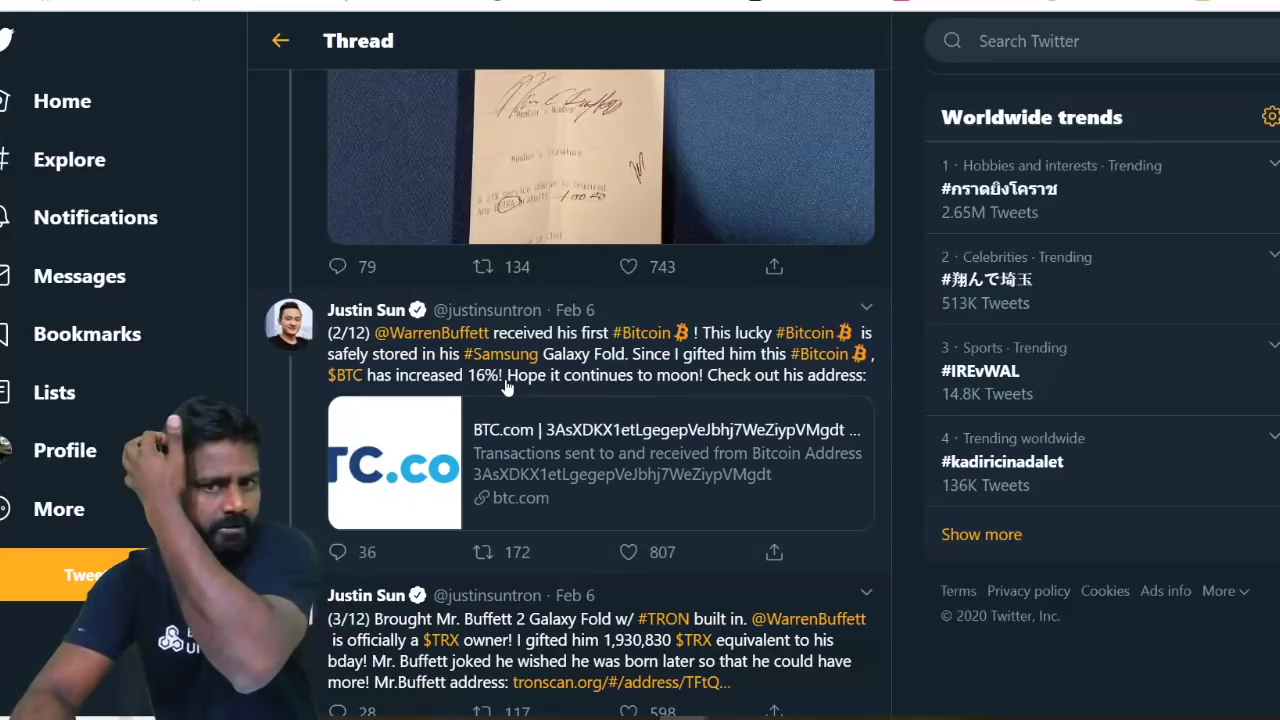 Thread
Search Twitter
Home
Explore
Notifications
Messages
Bookmarks
Lists
Profile
More
Member's Number
Member's Signature
79
134
743
Justin Sun @justinsuntron · Feb 6
(2/12) @WarrenBuffett received his first #Bitcoin ! This lucky #Bitcoin is
safely stored in his #Samsung Galaxy Fold. Since I gifted him this #Bitcoin ,
$BTC has increased 16%! Hope it continues to moon! Check out his address:
TC.co
BTC.com | 3AsXDKX1etLgegepVeJbhj7WeZiypVMgdt ...
Transactions sent to and received from Bitcoin Address
3AsXDKX1etLgegepVeJbhj7WeZiypVMgdt
btc.com
36
172
807
Justin Sun @justinsuntron · Feb 6
(3/12) Brought Mr. Buffett 2 Galaxy Fold w/ #TRON built in. @WarrenBuffett
is officially a $TRX owner! I gifted him 1,930,830 $TRX equivalent to his
bday! Mr. Buffett joked he wished he was born later so that he could have
more! Mr.Buffett address: tronscan.org/#/address/TFtQ...
28
117
598
Worldwide trends
1 · Hobbies and interests · Trending
#กราดยิงโคราช
2.65M Tweets
2 · Celebrities · Trending
#翔んで埼玉
513K Tweets
3 · Sports · Trending
#IREvWAL
14.8K Tweets
4 · Trending worldwide
#kadiricinadalet
136K Tweets
Show more
Terms Privacy policy Cookies Ads info More
© 2020 Twitter, Inc.